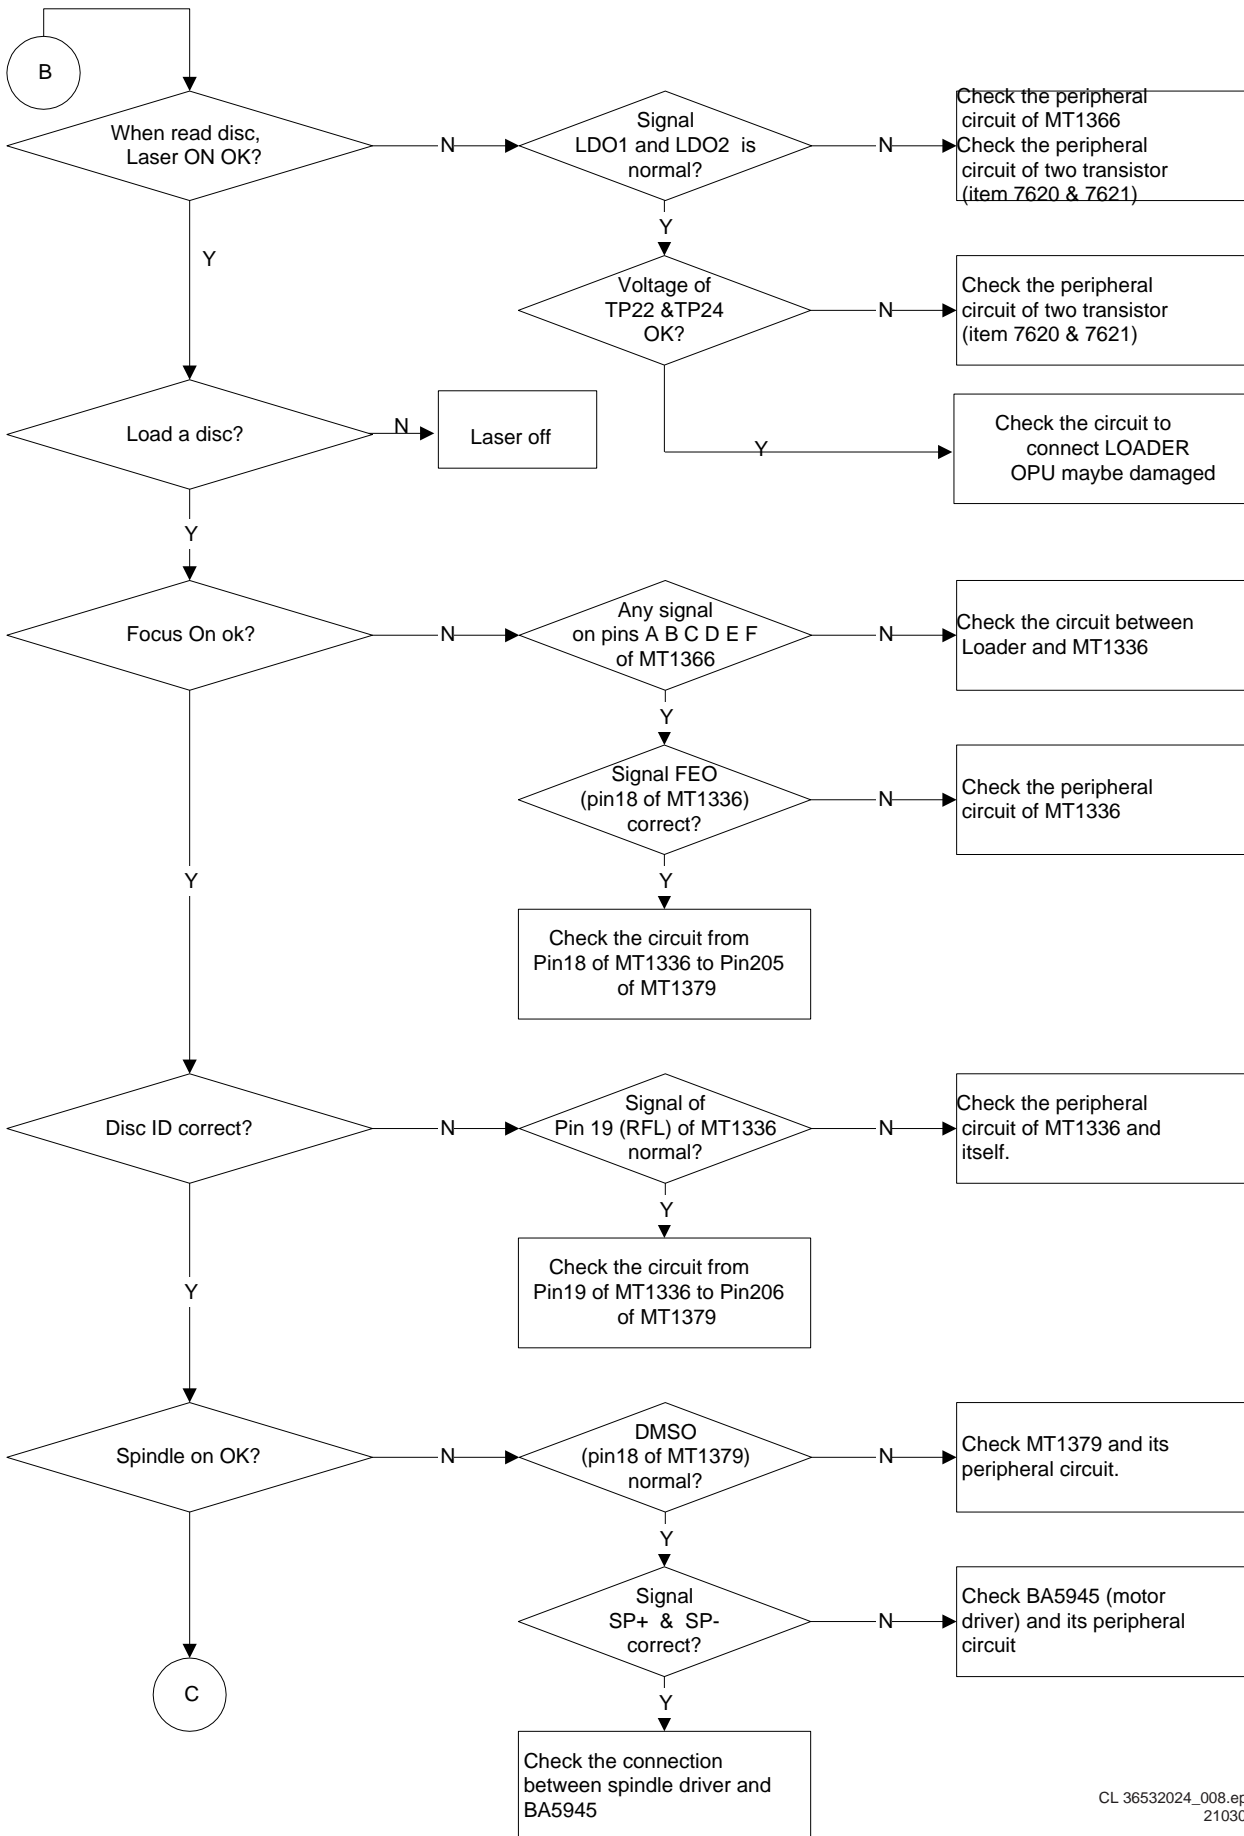 B
When read disc,
Laser ON OK?
N
Signal
LDO1 and LDO2 is
normal?
N
Check the peripheral
circuit of MT1366
Check the peripheral
circuit of two transistor
(item 7620 & 7621)
Y
Y
Voltage of
TP22 &TP24
OK?
N
Check the peripheral
circuit of two transistor
(item 7620 & 7621)
Load a disc?
N
Laser off
Y
Check the circuit to
connect LOADER
OPU maybe damaged
Y
Focus On ok?
N
Any signal
on pins A B C D E F
of MT1366
N
Check the circuit between
Loader and MT1336
Y
Signal FEO
(pin18 of MT1336)
correct?
N
Check the peripheral
circuit of MT1336
Y
Y
Check the circuit from
Pin18 of MT1336 to Pin205
of MT1379
Disc ID correct?
N
Signal of
Pin 19 (RFL) of MT1336
normal?
N
Check the peripheral
circuit of MT1336 and
itself.
Y
Check the circuit from
Pin19 of MT1336 to Pin206
of MT1379
Y
Spindle on OK?
N
DMSO
(pin18 of MT1379)
normal?
N
Check MT1379 and its
peripheral circuit.
Y
Signal
SP+ & SP-
correct?
N
Check BA5945 (motor
driver) and its peripheral
circuit
C
Y
Check the connection
between spindle driver and
BA5945
CL 36532024_008.ep
21030